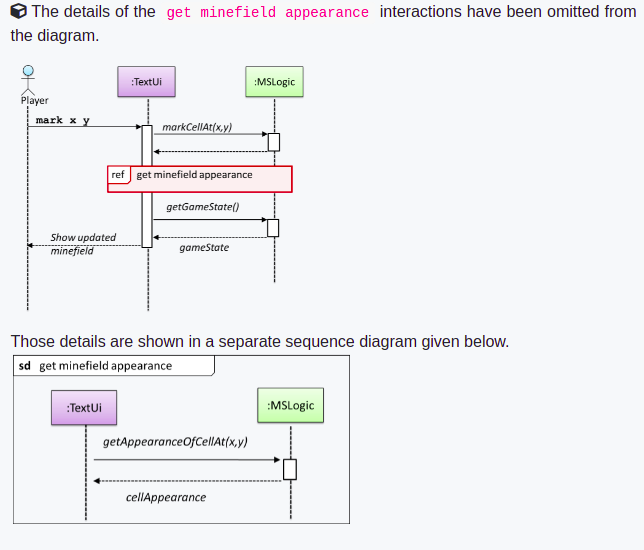 The details of the get minefield appearance interactions have been omitted from
the diagram.
:TextUi
:MSLogic
Player
mark x y
markCellAt(x,y)
ref get minefield appearance
getGameState()
Show updated
minefield
gameState
Those details are shown in a separate sequence diagram given below.
sd get minefield appearance
:TextUi
:MSLogic
getAppearanceOfCellAt(x,y)
cellAppearance